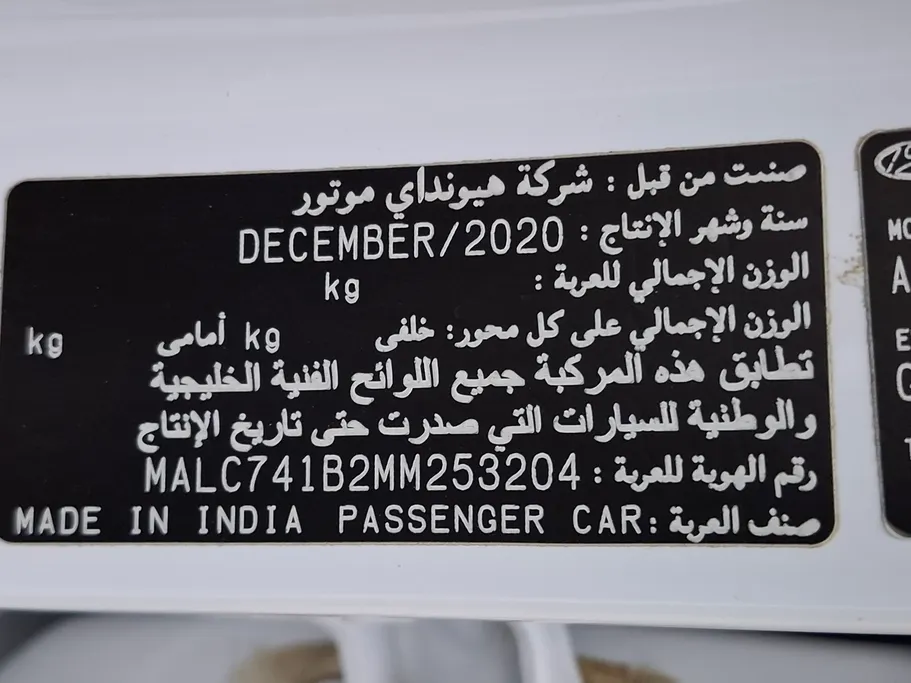 صنعت من قبل : شركة هيونداي موتور
سنة وشهر الإنتاج : DECEMBER/2020
الوزن الإجمالي للعربة :
kg
الوزن الإجمالي على كل محور: خلفى kg أمامى kg
تطابق هذه المركبة جميع اللوائح الفنية الخليجية
والوطنية للسيارات التي صدرت حتى تاريخ الإنتاج
رقم الهوية للعربة : MALC741B2MM253204
صنف العربة : MADE IN INDIA PASSENGER CAR